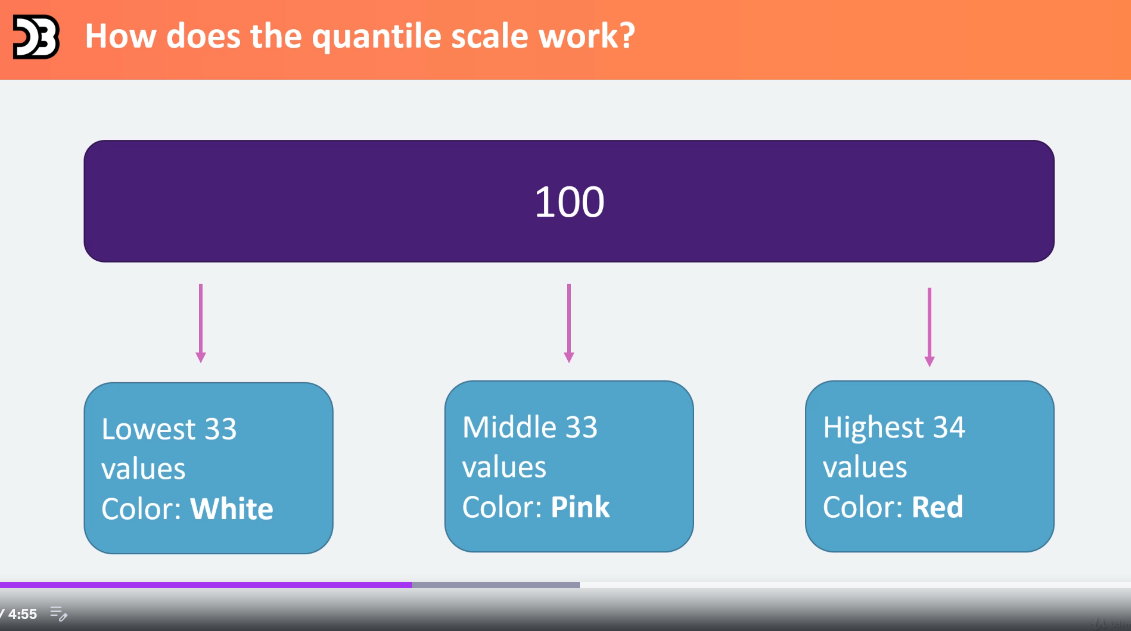 How does the quantile scale work?
100
Lowest 33
values
Color: White
Middle 33
values
Color: Pink
Highest 34
values
Color: Red
/ 4:55